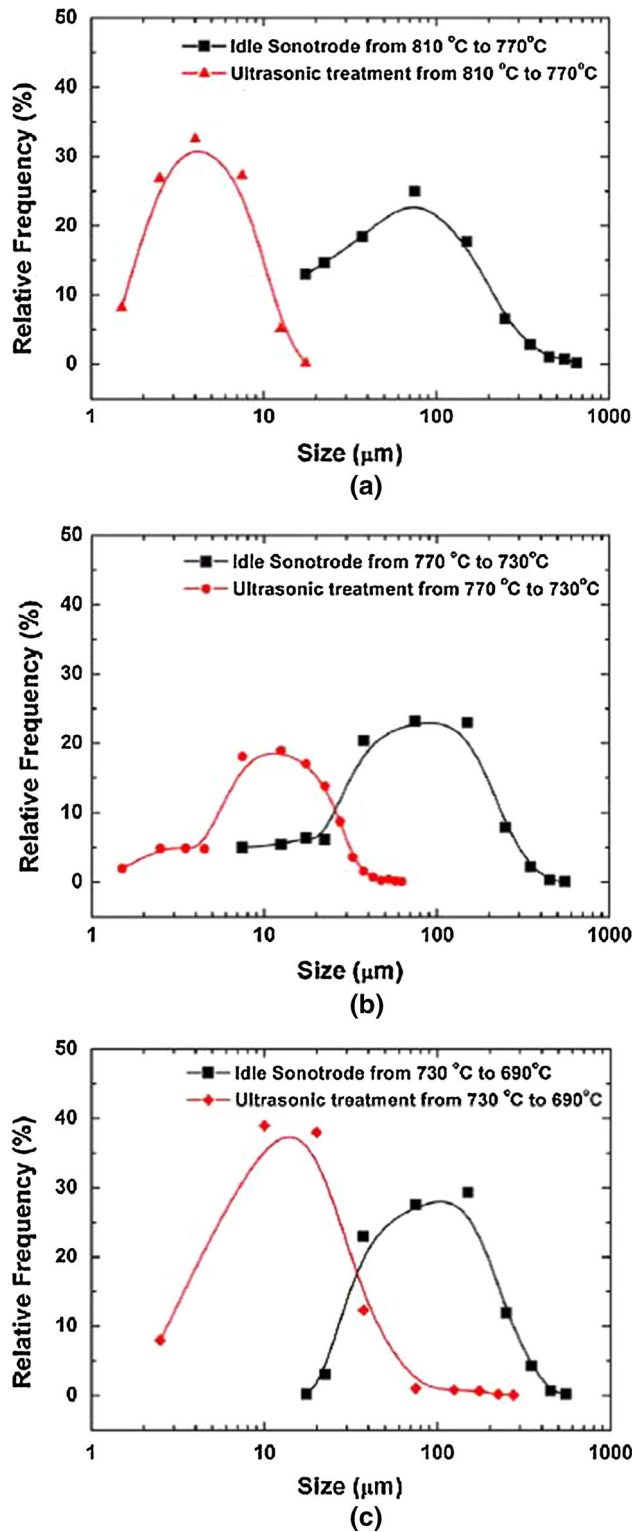 50
Idle Sonotrode from 810 °C to 770°C
Ultrasonic treatment from 810 °C to 770°C
40
30
20
10
0
Relative Frequency (%)
1 10 100 1000
Size (μm)
(a)
50
Idle Sonotrode from 770 °C to 730°C
Ultrasonic treatment from 770 °C to 730°C
40
30
20
10
0
Relative Frequency (%)
1 10 100 1000
Size (μm)
(b)
50
Idle Sonotrode from 730 °C to 690°C
Ultrasonic treatment from 730 °C to 690°C
40
30
20
10
0
Relative Frequency (%)
1 10 100 1000
Size (μm)
(c)